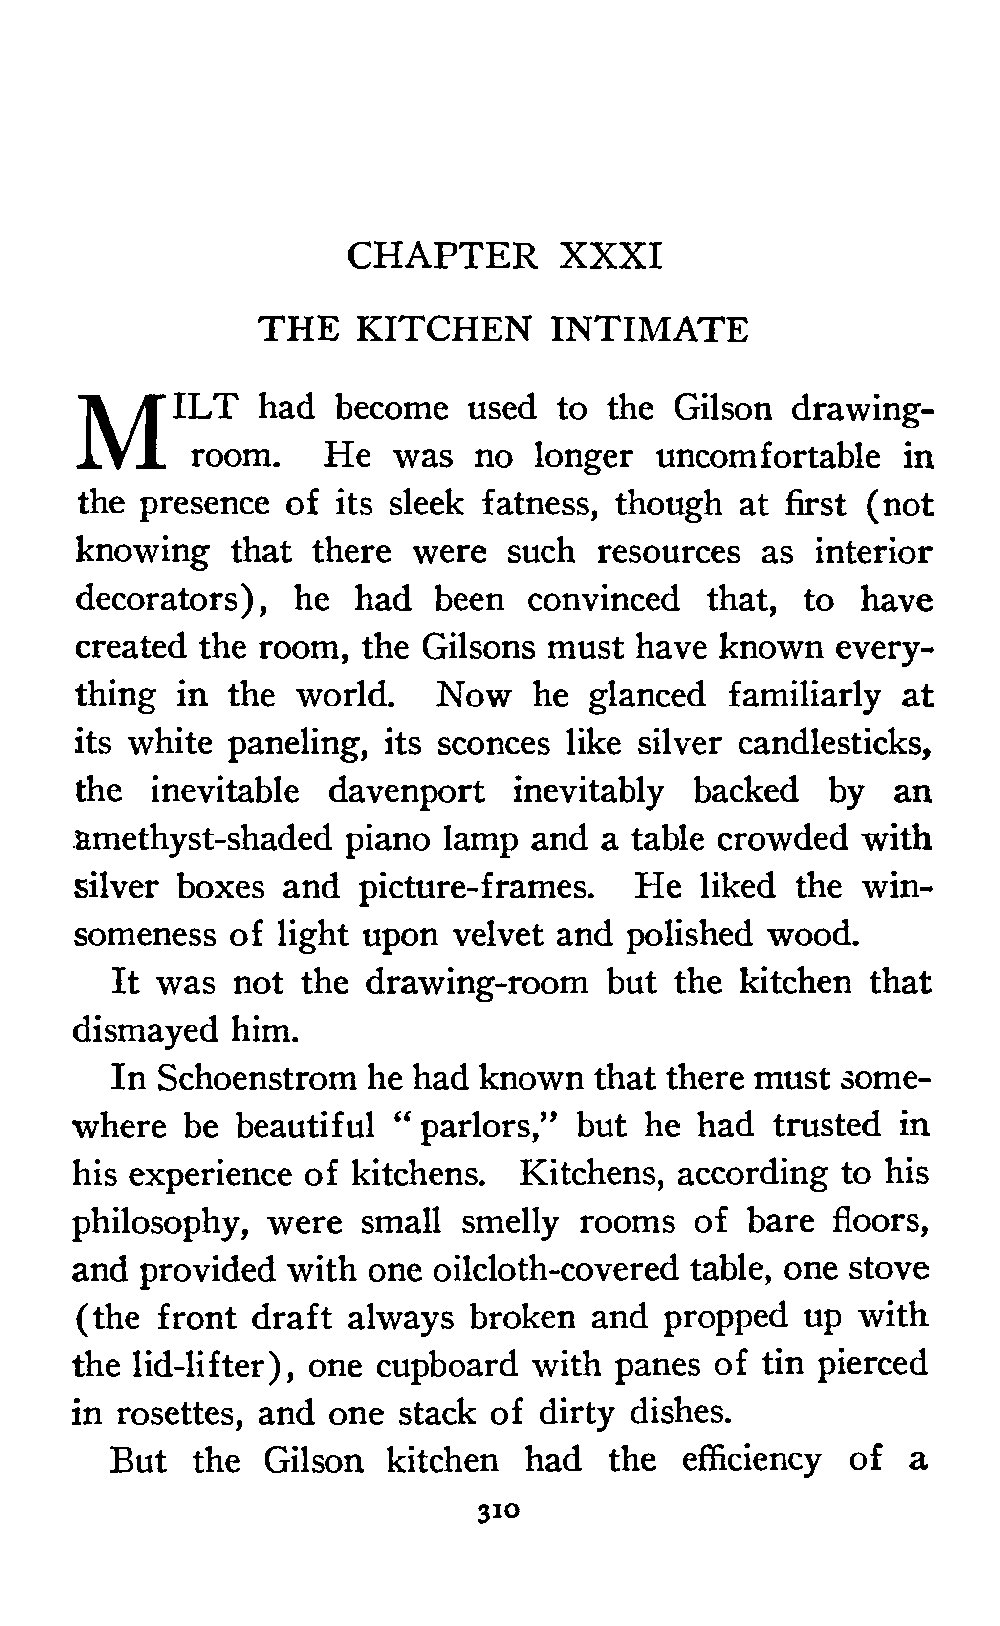 CHAPTER XXXI
THE KITCHEN INTIMATE
MILT had become used to the Gilson drawing-
room. He was no longer uncomfortable in
the presence of its sleek fatness, though at first (not
knowing that there were such resources as interior
decorators), he had been convinced that, to have
created the room, the Gilsons must have known every-
thing in the world. Now he glanced familiarly at
its white paneling, its sconces like silver candlesticks,
the inevitable davenport inevitably backed by an
amethyst-shaded piano lamp and a table crowded with
silver boxes and picture-frames. He liked the win-
someness of light upon velvet and polished wood.
It was not the drawing-room but the kitchen that
dismayed him.
In Schoenstrom he had known that there must some-
where be beautiful “parlors,” but he had trusted in
his experience of kitchens. Kitchens, according to his
philosophy, were small smelly rooms of bare floors,
and provided with one oilcloth-covered table, one stove
(the front draft always broken and propped up with
the lid-lifter), one cupboard with panes of tin pierced
in rosettes, and one stack of dirty dishes.
But the Gilson kitchen had the efficiency of a
310